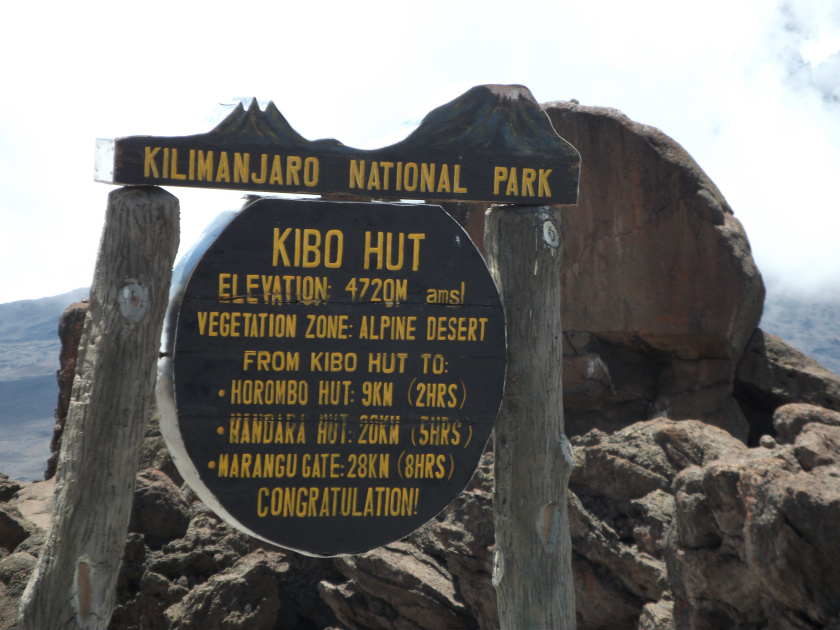 KILIMANJARO NATIONAL PARK
KIBO HUT
ELEVATION: 4720M amsl
VEGETATION ZONE: ALPINE DESERT
FROM KIBO HUT TO:
• HOROMBO HUT: 9KM (2HRS)
• MANDARA HUT: 20KM (5HRS)
• MARANGU GATE: 28KM (8HRS)
CONGRATULATION!